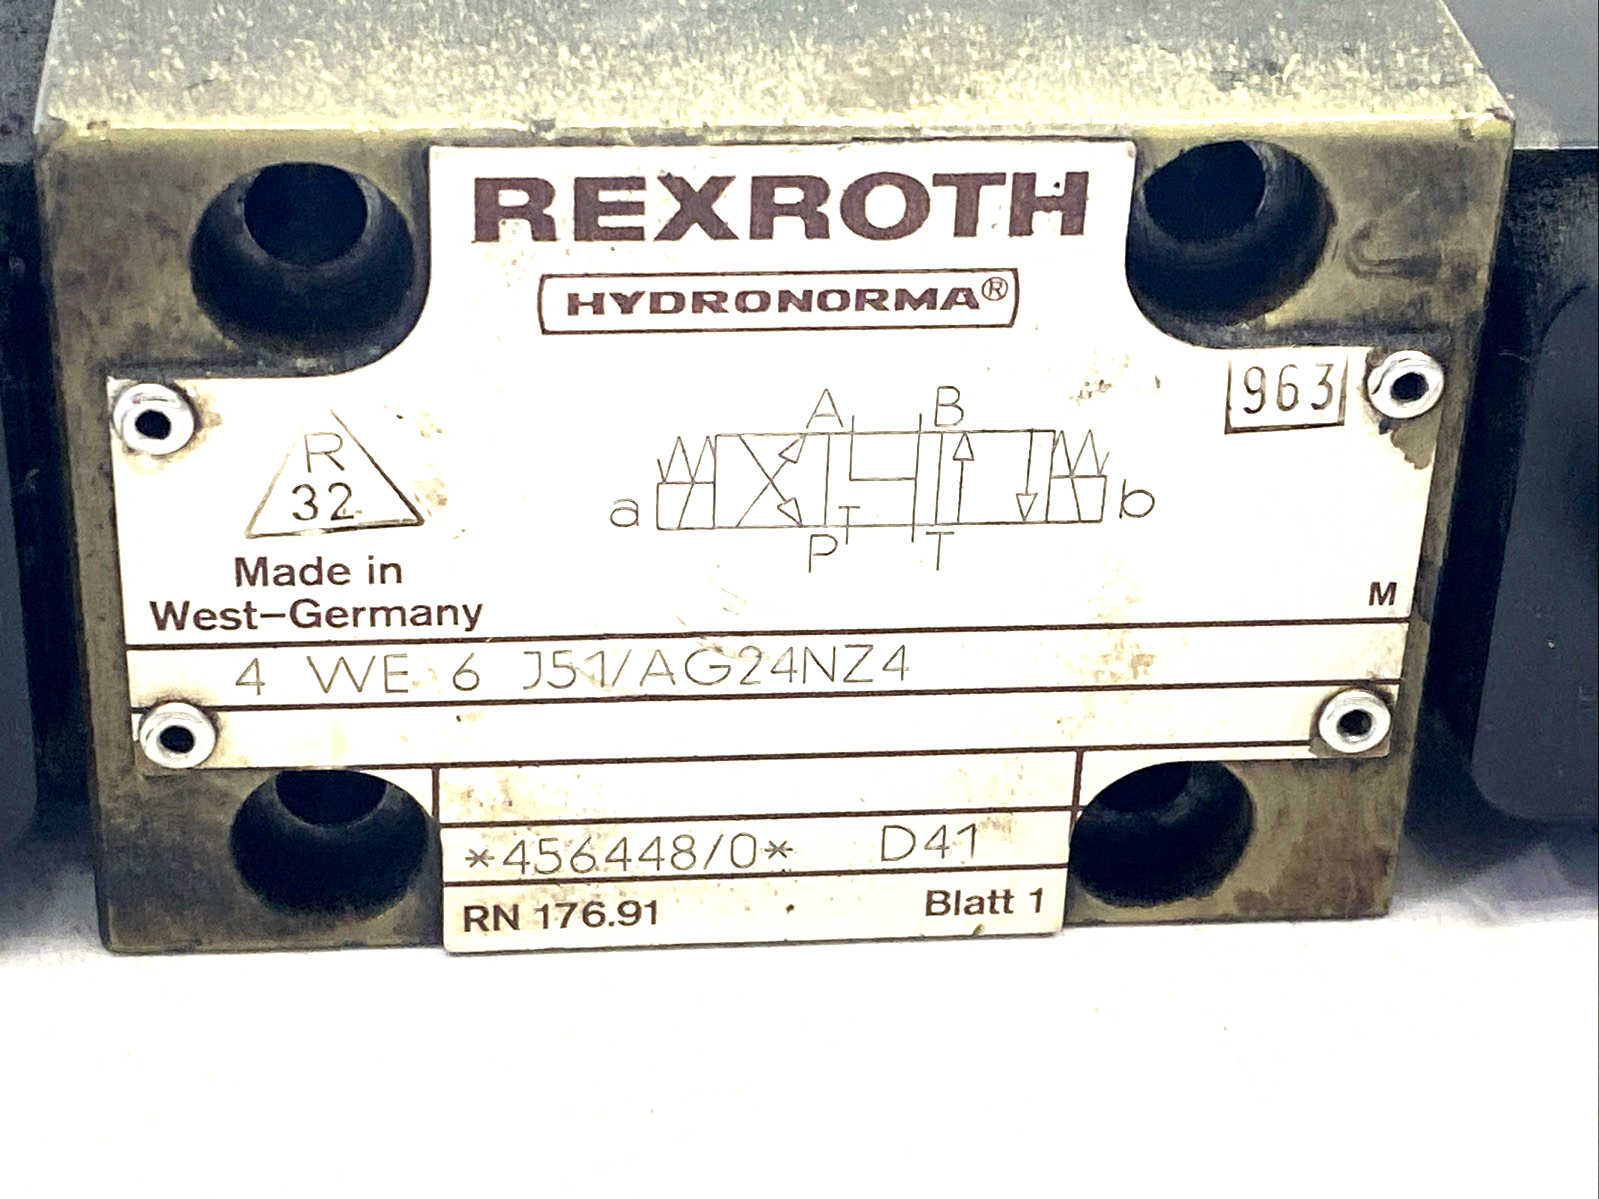 REXROTH
HYDRONORMA®
963
R
32
A B
a b
T
P T
Made in
West-Germany
M
4 WE 6 J51/AG24NZ4
*456448/0* D41
RN 176.91 Blatt 1